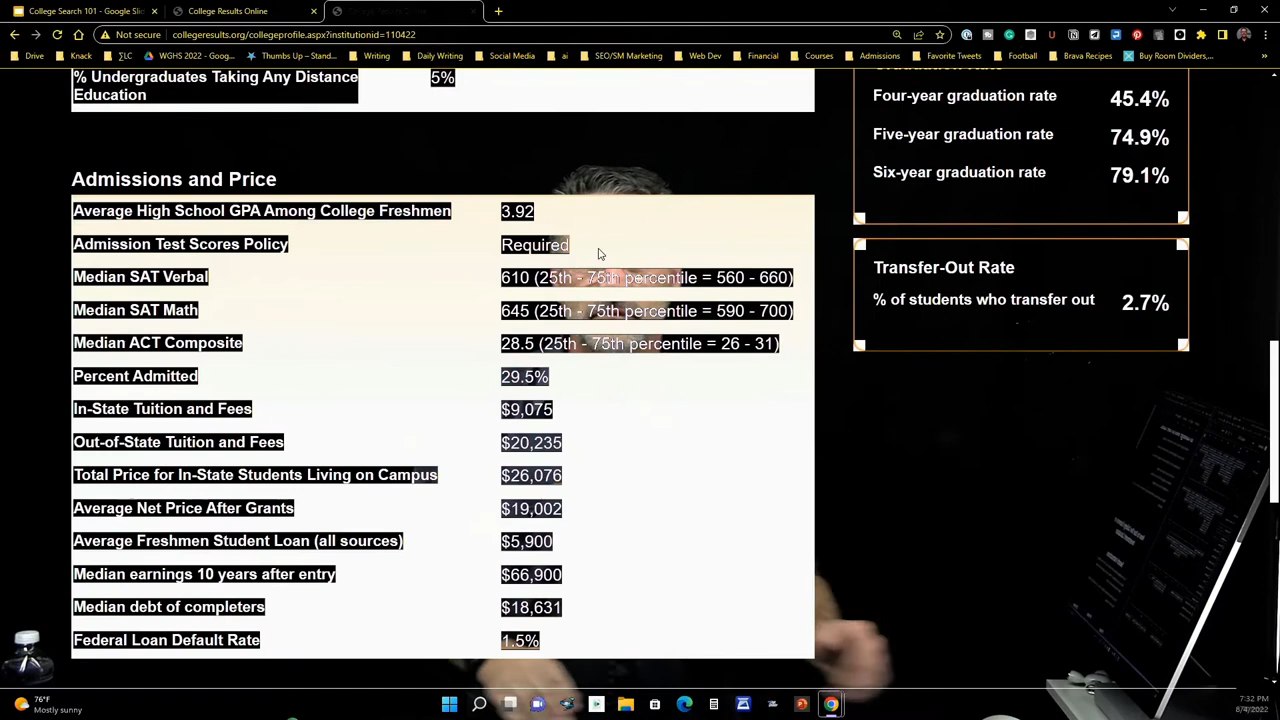 College Search 101 - Google Slid
College Results Online
Not secure
collegeresults.org/collegeprofile.aspx?institutionid=110422
Drive
Knack
∑LC
WGHS 2022 – Goog...
Thumbs Up – Stand...
Writing
Daily Writing
Social Media
ai
SEO/SM Marketing
Web Dev
Financial
Courses
Admissions
Favorite Tweets
Football
Brava Recipes
Buy Room Dividers,...
% Undergraduates Taking Any Distance
Education
5%
Four-year graduation rate 45.4%
Five-year graduation rate 74.9%
Six-year graduation rate 79.1%
Transfer-Out Rate
% of students who transfer out 2.7%
Admissions and Price
Average High School GPA Among College Freshmen 3.92
Admission Test Scores Policy Required
Median SAT Verbal 610 (25th - 75th percentile = 560 - 660)
Median SAT Math 645 (25th - 75th percentile = 590 - 700)
Median ACT Composite 28.5 (25th - 75th percentile = 26 - 31)
Percent Admitted 29.5%
In-State Tuition and Fees $9,075
Out-of-State Tuition and Fees $20,235
Total Price for In-State Students Living on Campus $26,076
Average Net Price After Grants $19,002
Average Freshmen Student Loan (all sources) $5,900
Median earnings 10 years after entry $66,900
Median debt of completers $18,631
Federal Loan Default Rate 1.5%
76°F
Mostly sunny
7:32 PM
8/4/2022